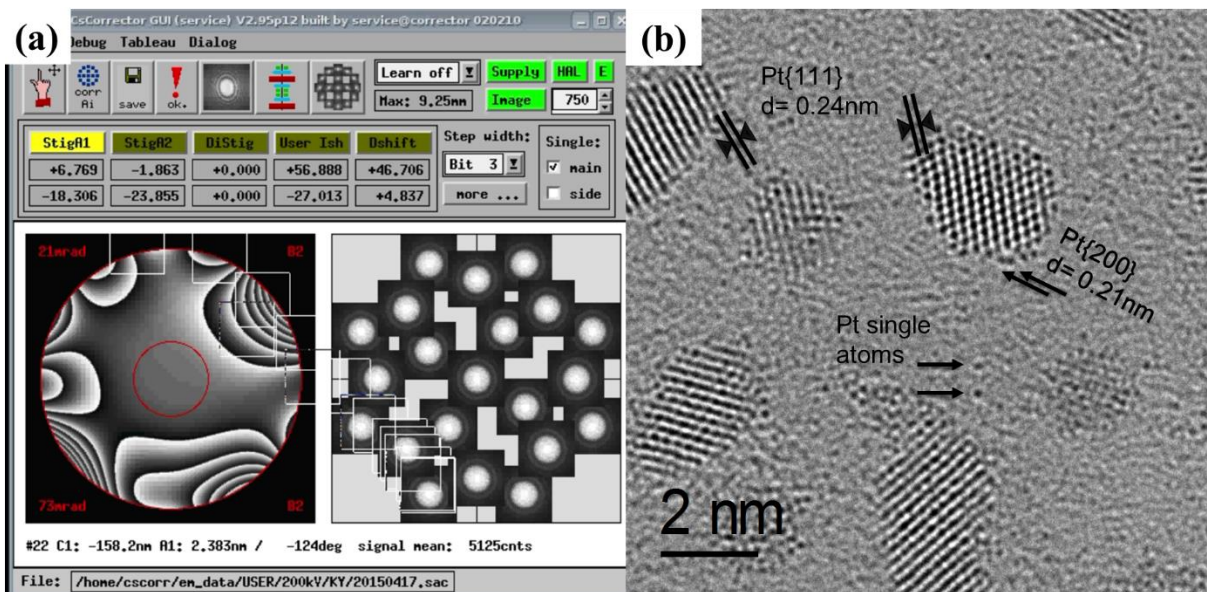 (a)
CsCorrector GUI (service) V2.95p12 built by service@corrector 020210
Debug Tableau Dialog
corr
Ai
save
ok.
Learn off
Max: 9.25mm
Supply HAL E
Image 750
StigA1 StigA2 DiStig User Ish Dshift
+6.769 -1.863 +0.000 +56.888 +46.706
-18.306 -23.855 +0.000 -27.013 +4.837
Step width:
Bit 3
more ...
Single:
main
side
21mrad B2
73mrad B2
#22 C1: -158.2nm A1: 2.383nm / -124deg signal mean: 5125cnts
File: /home/cscorr/em_data/USER/200kV/KY/20150417.sac
(b)
Pt{111}
d= 0.24nm
Pt{200}
d= 0.21nm
Pt single
atoms
2 nm